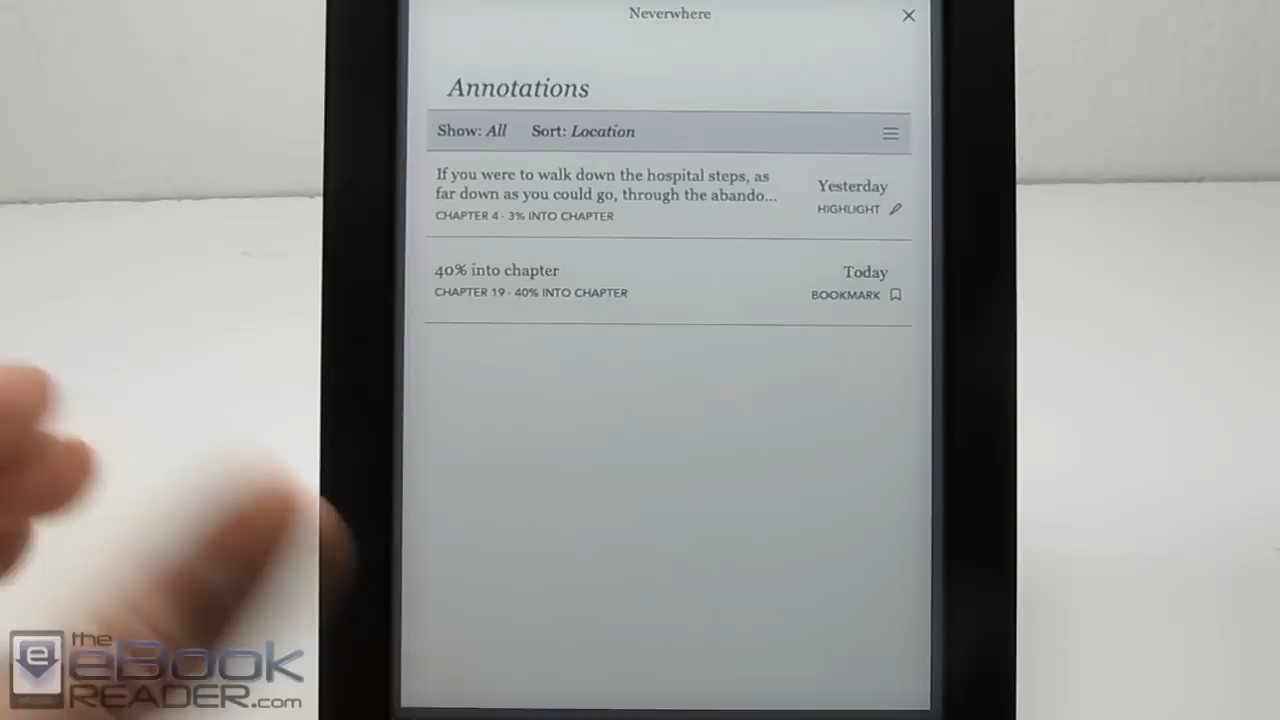 Neverwhere
Annotations
Show: All Sort: Location
If you were to walk down the hospital steps, as
far down as you could go, through the abando...
CHAPTER 4 · 3% INTO CHAPTER
Yesterday
HIGHLIGHT
40% into chapter
CHAPTER 19 · 40% INTO CHAPTER
Today
BOOKMARK
the
eBook
READER.com